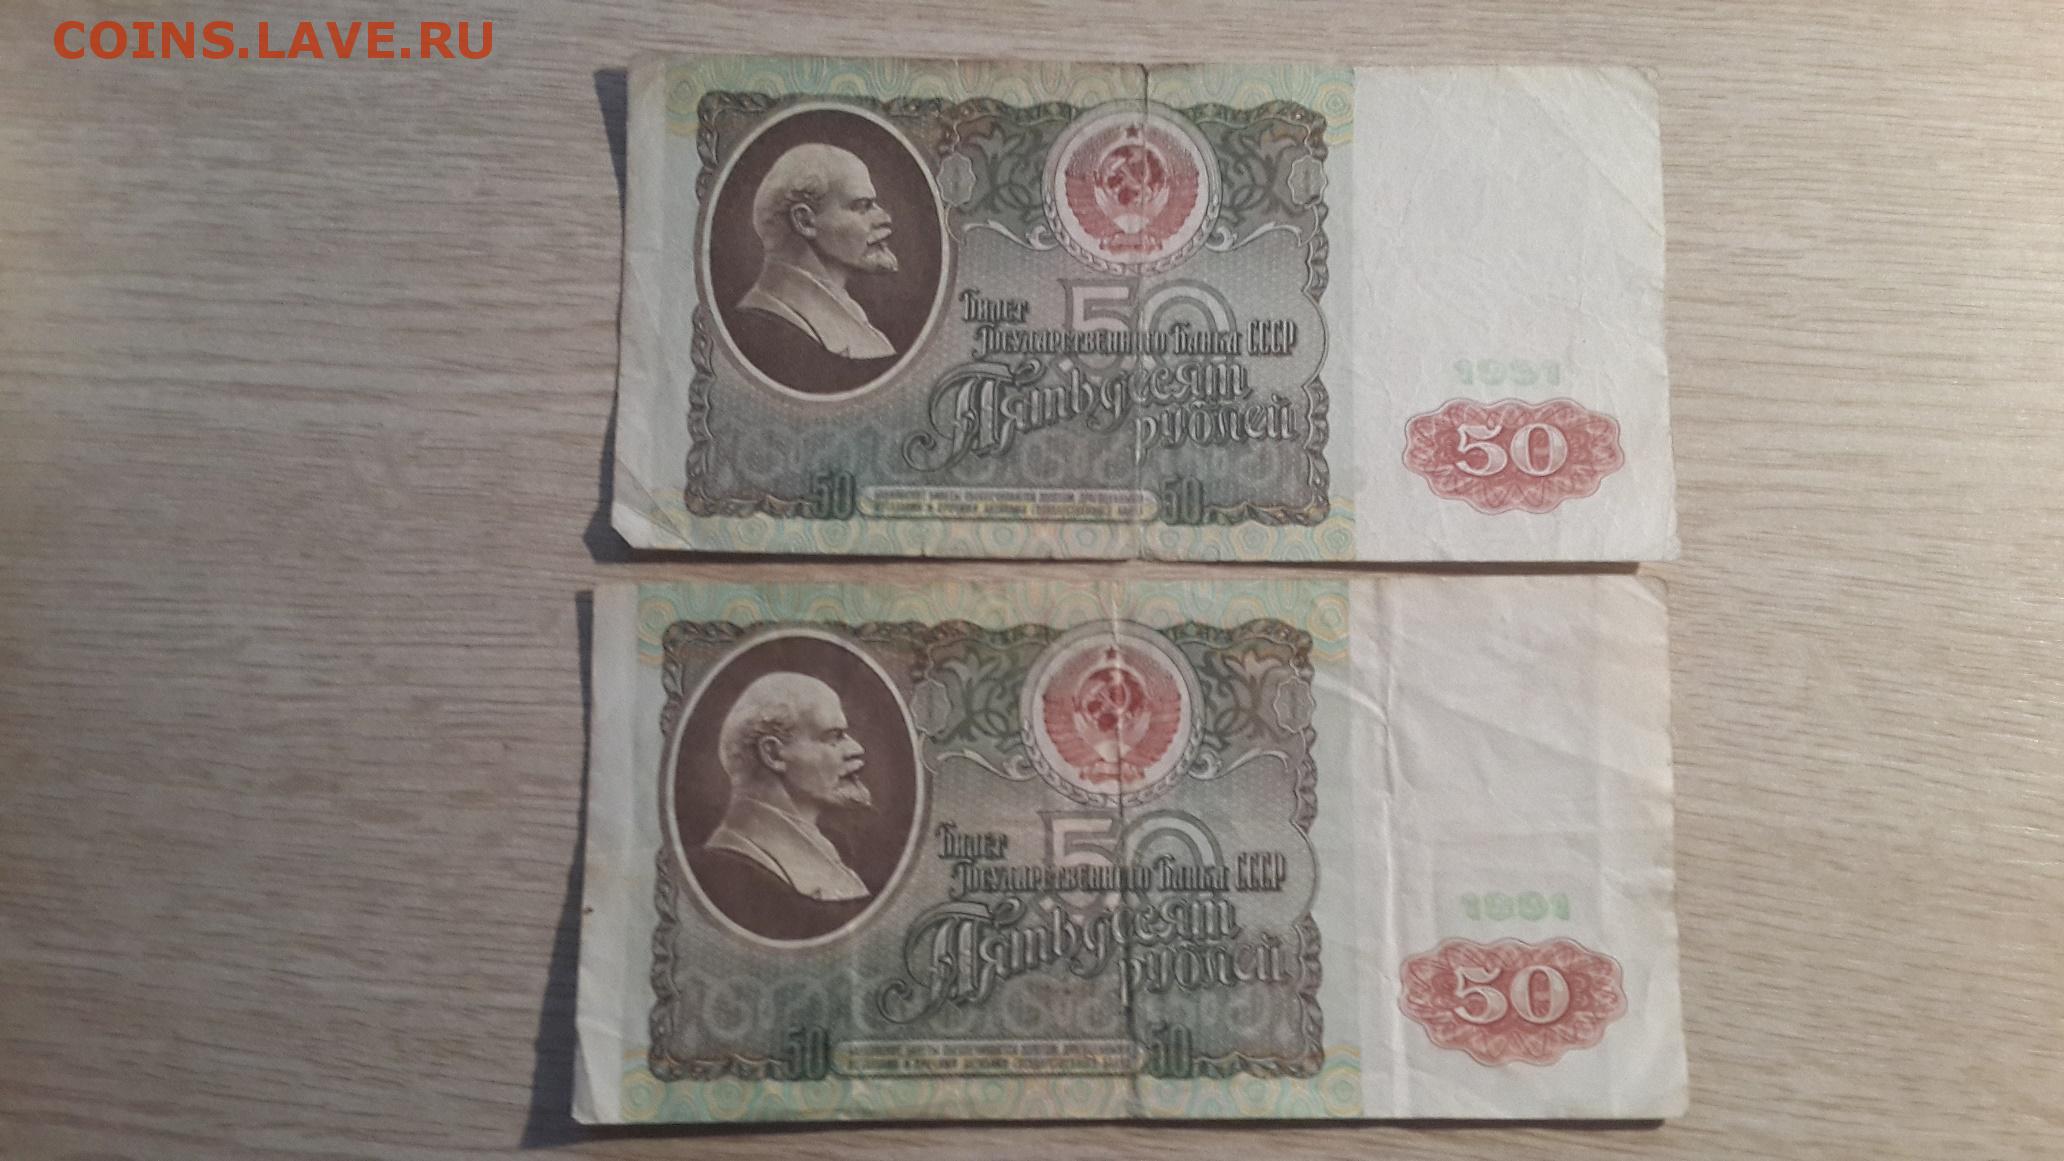 COINS.LAVE.RU
Билет
Государственного Банка СССР
Пятьдесят
рублей
50
1991
50
50
50
Билет
Государственного Банка СССР
Пятьдесят
рублей
50
1991
50
50
50